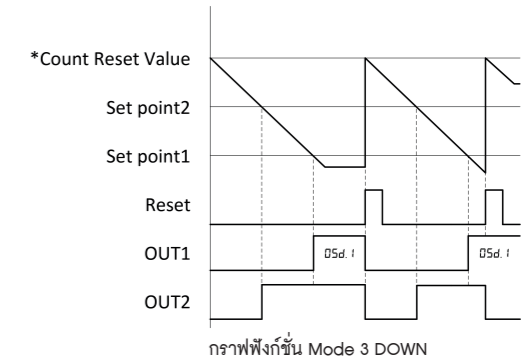 *Count Reset Value
Set point2
Set point1
Reset
OUT1
OSd.1
OSd.1
OUT2
กราฟฟังก์ชั่น Mode 3 DOWN